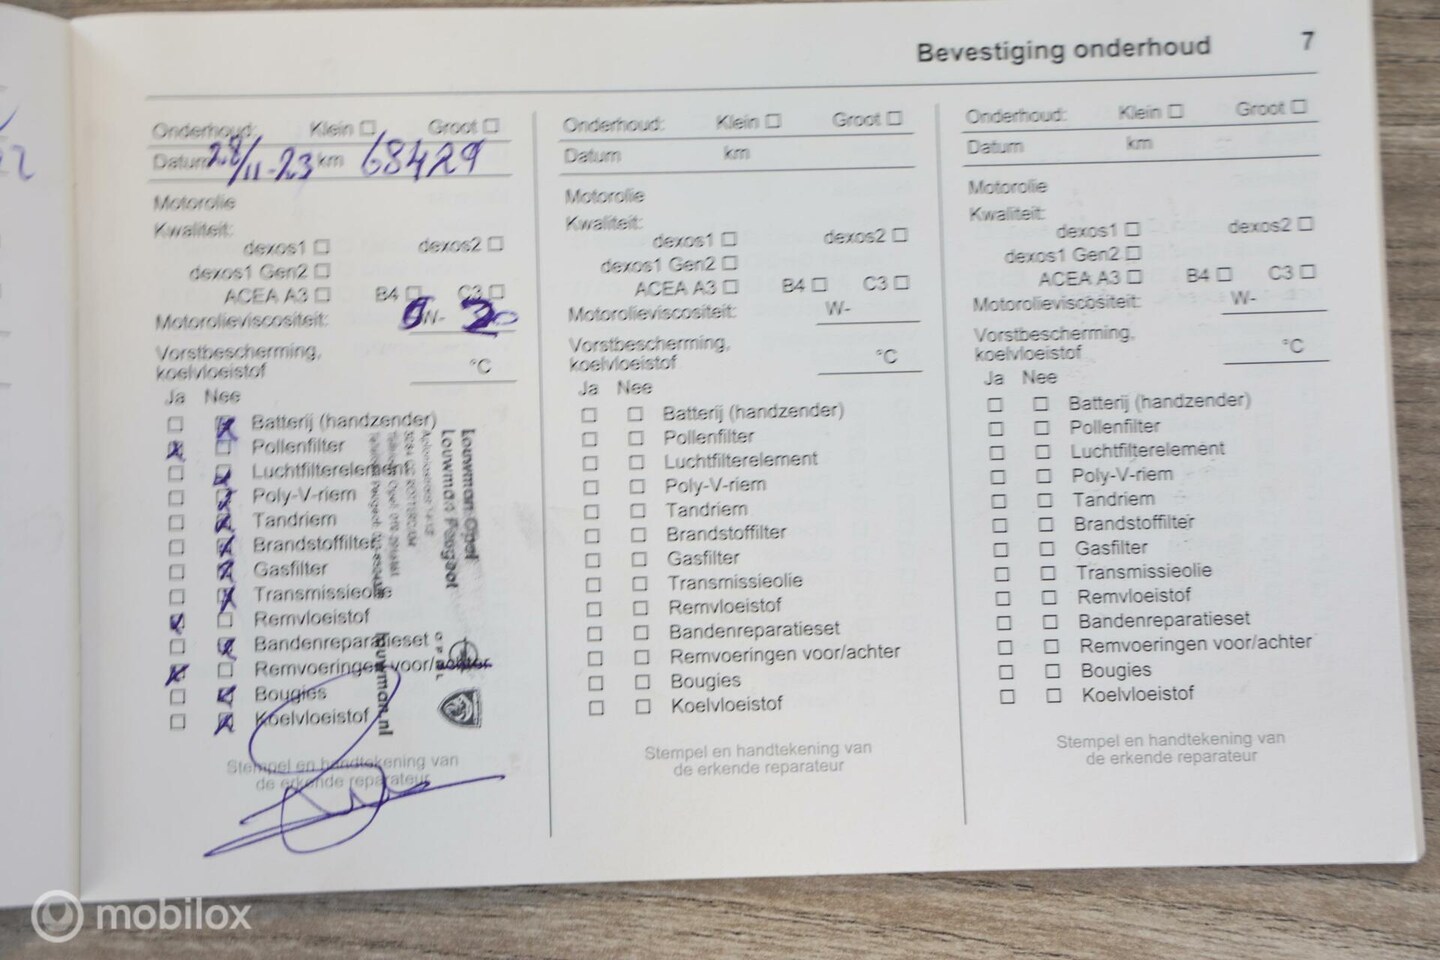 Bevestiging onderhoud 7
Onderhoud: Klein Groot
Datum 28/11-23 km 68429
Motorolie
Kwaliteit:
dexos1 dexos2
dexos1 Gen2
ACEA A3 B4 C3
Motorolieviscositeit: 0W- 20
Vorstbescherming,
koelvloeistof °C
Ja Nee
Batterij (handzender)
Pollenfilter
Luchtfilterelement
Poly-V-riem
Tandriem
Brandstoffilter
Gasfilter
Transmissieolie
Remvloeistof
Bandenreparatieset
Remvoeringen voor/achter
Bougies
Koelvloeistof
Louwman Opel
Louwman Peugeot
louwman.nl
OPEL
Stempel en handtekening van
de erkende reparateur
Onderhoud: Klein Groot
Datum km
Motorolie
Kwaliteit:
dexos1 dexos2
dexos1 Gen2
ACEA A3 B4 C3
Motorolieviscositeit: W-
Vorstbescherming,
koelvloeistof °C
Ja Nee
Batterij (handzender)
Pollenfilter
Luchtfilterelement
Poly-V-riem
Tandriem
Brandstoffilter
Gasfilter
Transmissieolie
Remvloeistof
Bandenreparatieset
Remvoeringen voor/achter
Bougies
Koelvloeistof
Stempel en handtekening van
de erkende reparateur
Onderhoud: Klein Groot
Datum km
Motorolie
Kwaliteit:
dexos1 dexos2
dexos1 Gen2
ACEA A3 B4 C3
Motorolieviscositeit: W-
Vorstbescherming,
koelvloeistof °C
Ja Nee
Batterij (handzender)
Pollenfilter
Luchtfilterelement
Poly-V-riem
Tandriem
Brandstoffilter
Gasfilter
Transmissieolie
Remvloeistof
Bandenreparatieset
Remvoeringen voor/achter
Bougies
Koelvloeistof
Stempel en handtekening van
de erkende reparateur
mobilox